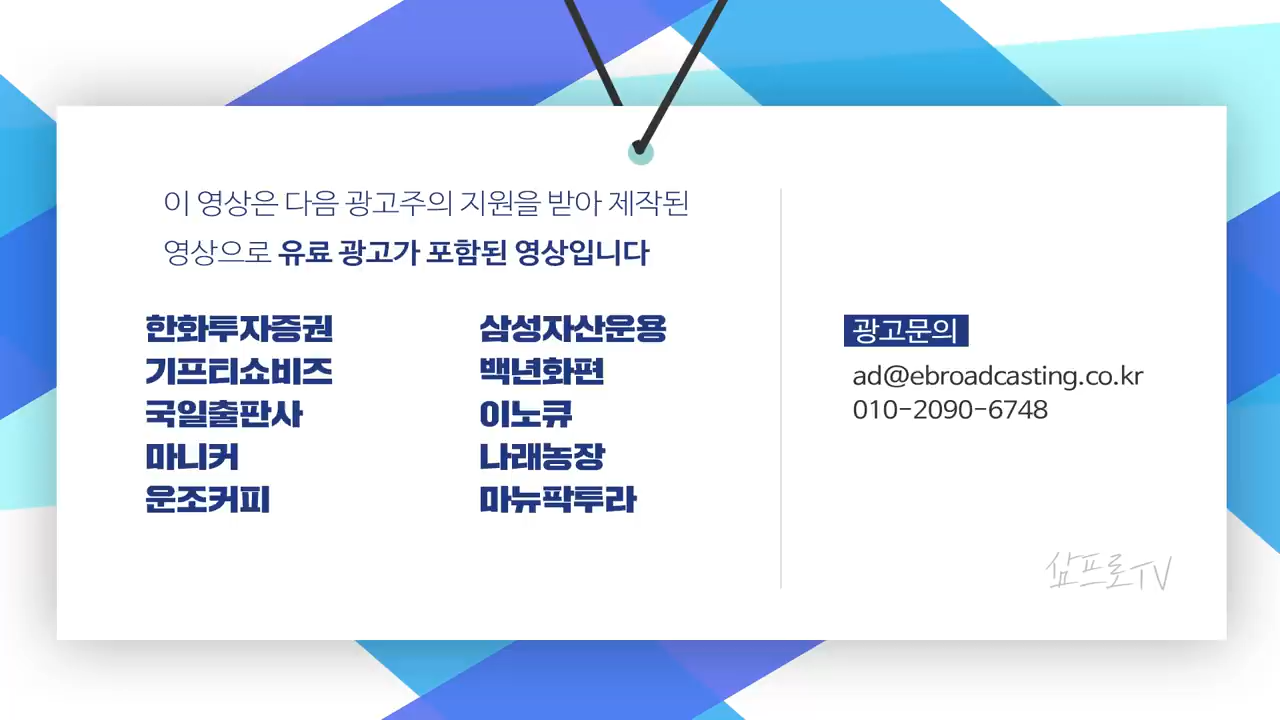 이 영상은 다음 광고주의 지원을 받아 제작된
영상으로 유료 광고가 포함된 영상입니다
한화투자증권
기프티쇼비즈
국일출판사
마니커
운조커피
삼성자산운용
백년화편
이노큐
나래농장
마뉴팍투라
광고문의
ad@ebroadcasting.co.kr
010-2090-6748
삼프로TV